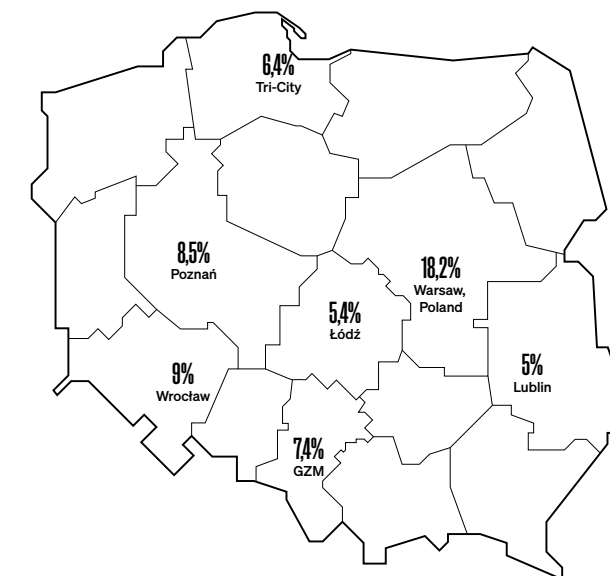 6,4%
Tri-City
8,5%
Poznań
18,2%
Warsaw,
Poland
5,4%
Łódź
5%
Lublin
9%
Wrocław
7,4%
GZM